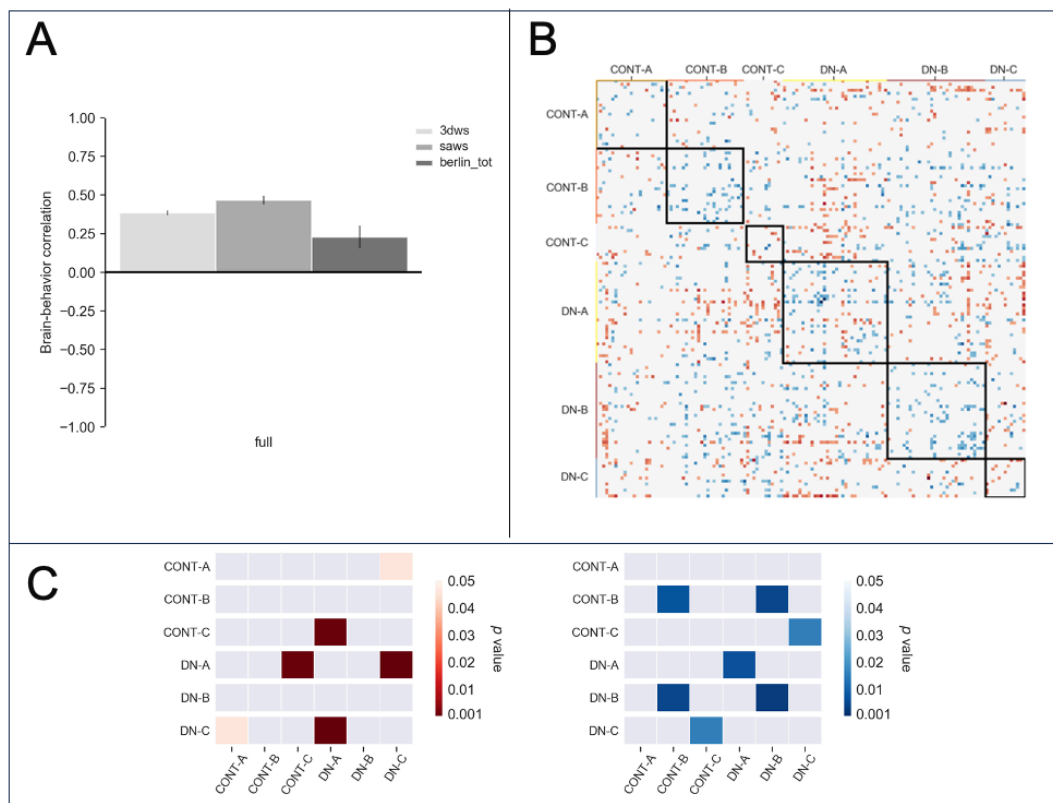 A
1.00
0.75
0.50
0.25
0.00
−0.25
−0.50
−0.75
−1.00
Brain-behavior correlation
full
3dws
saws
berlin_tot
B
CONT-A CONT-B CONT-C DN-A DN-B DN-C
CONT-A
CONT-B
CONT-C
DN-A
DN-B
DN-C
C
CONT-A
CONT-B
CONT-C
DN-A
DN-B
DN-C
CONT-A CONT-B CONT-C DN-A DN-B DN-C
0.05
0.04
0.03
0.02
0.01
0.001
p value
CONT-A
CONT-B
CONT-C
DN-A
DN-B
DN-C
CONT-A CONT-B CONT-C DN-A DN-B DN-C
0.05
0.04
0.03
0.02
0.01
0.001
p value